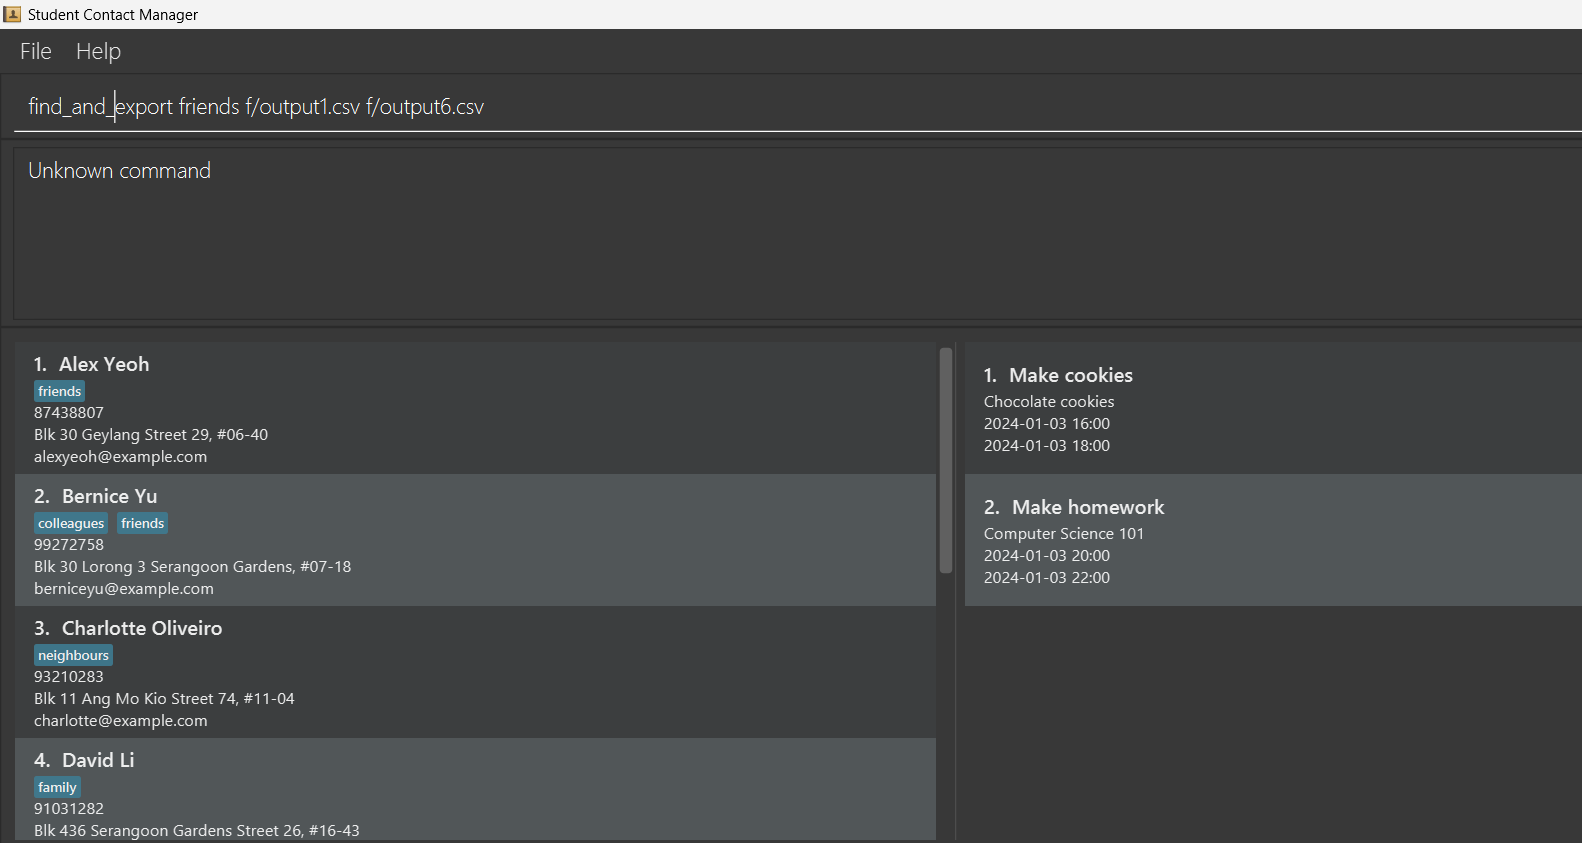 Student Contact Manager
File Help
find_and_export friends f/output1.csv f/output6.csv
Unknown command
1. Alex Yeoh
friends
87438807
Blk 30 Geylang Street 29, #06-40
alexyeoh@example.com
2. Bernice Yu
colleagues friends
99272758
Blk 30 Lorong 3 Serangoon Gardens, #07-18
berniceyu@example.com
3. Charlotte Oliveiro
neighbours
93210283
Blk 11 Ang Mo Kio Street 74, #11-04
charlotte@example.com
4. David Li
family
91031282
Blk 436 Serangoon Gardens Street 26, #16-43
1. Make cookies
Chocolate cookies
2024-01-03 16:00
2024-01-03 18:00
2. Make homework
Computer Science 101
2024-01-03 20:00
2024-01-03 22:00